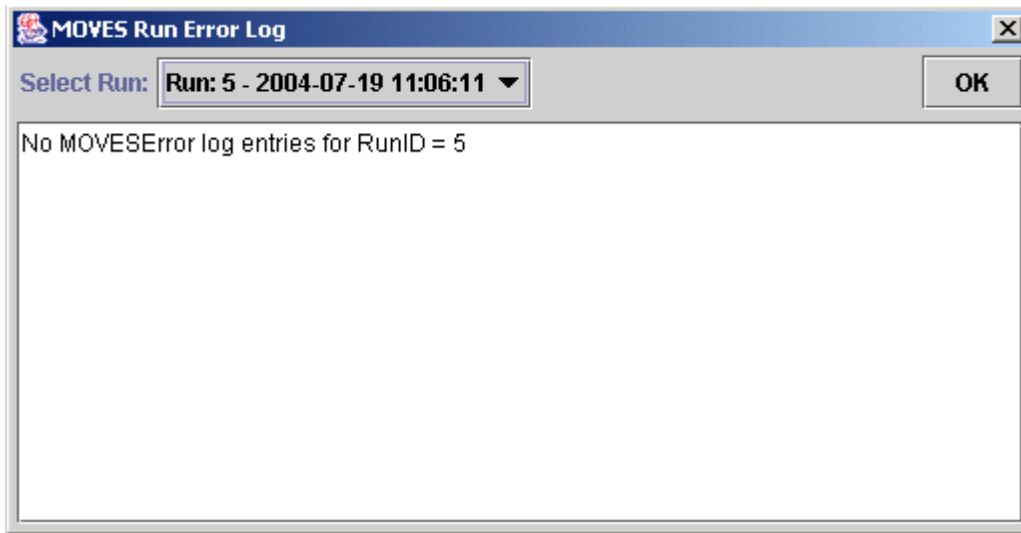 MOVES Run Error Log
Select Run: Run: 5 - 2004-07-19 11:06:11 OK
No MOVESError log entries for RunID = 5